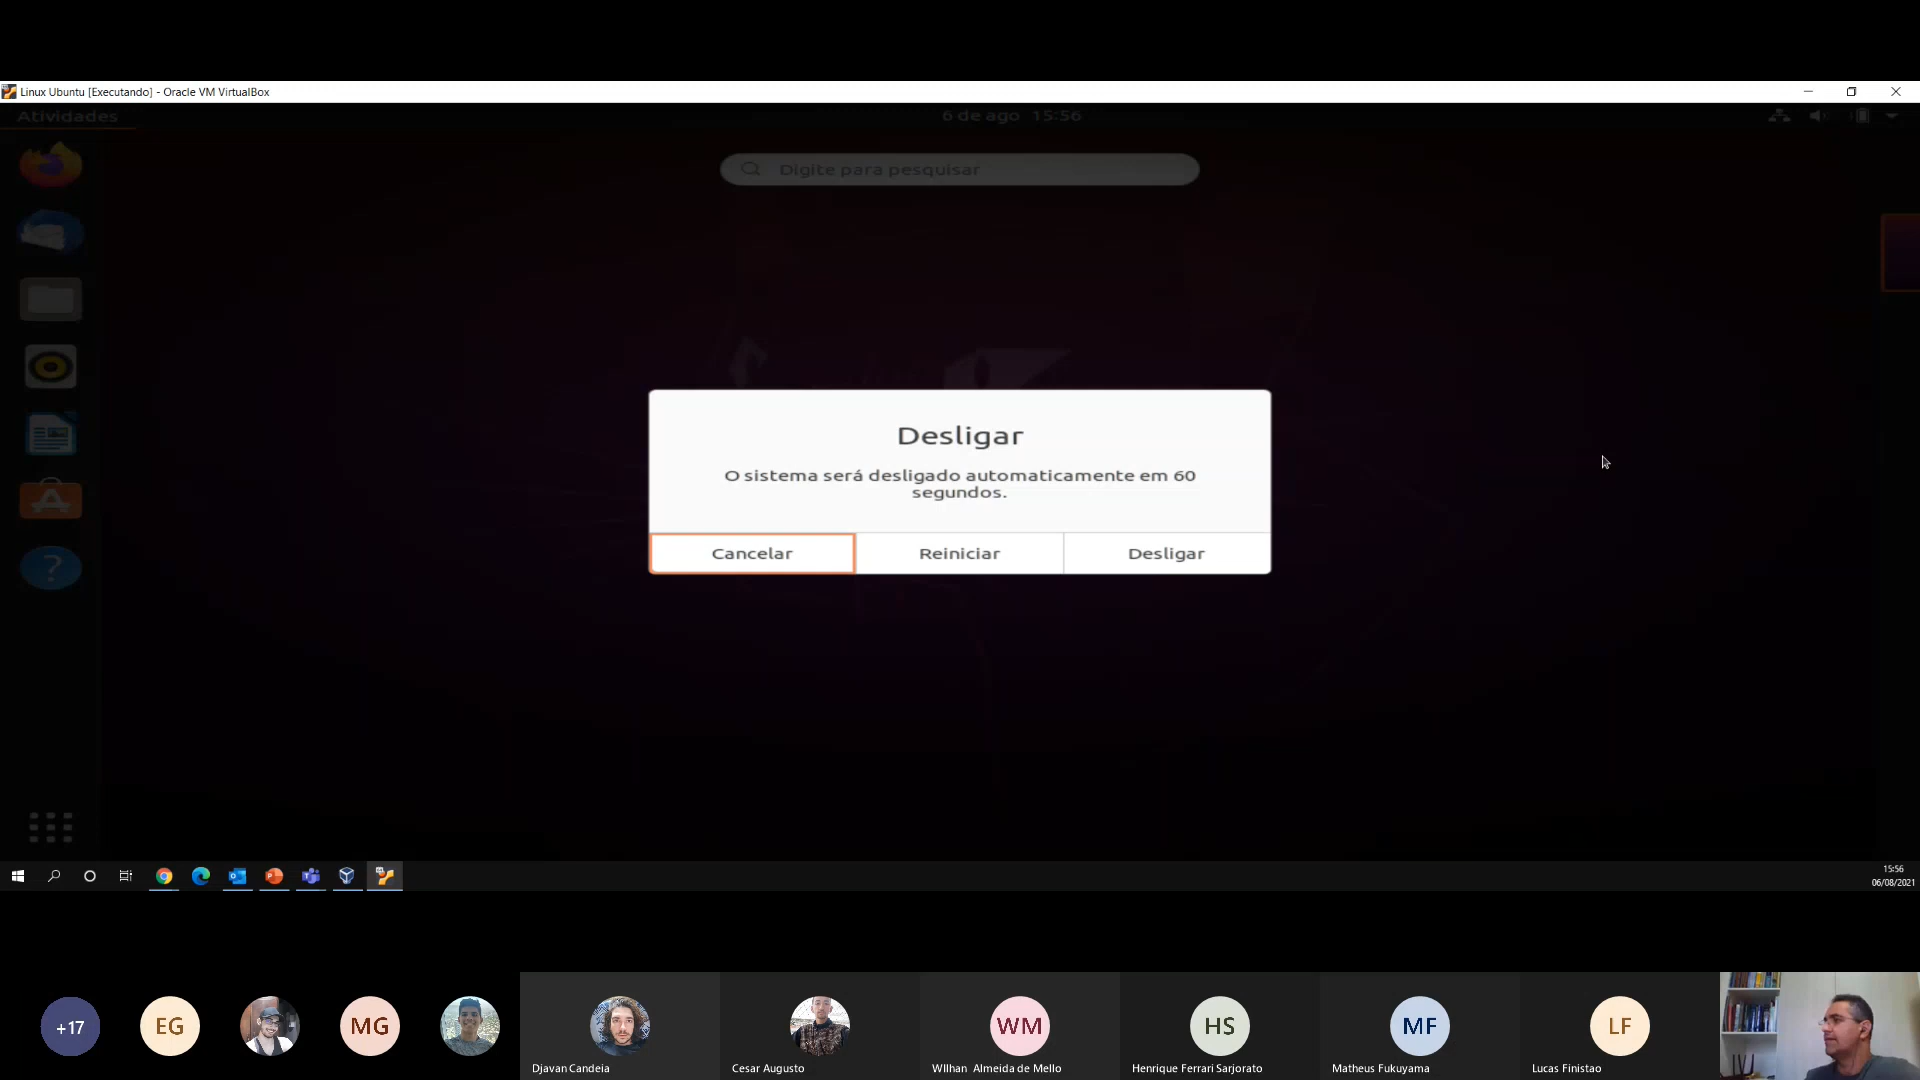 Linux Ubuntu [Executando] - Oracle VM VirtualBox
Atividades
6 de ago 15:56
Digite para pesquisar
Desligar
O sistema será desligado automaticamente em 60
segundos.
Cancelar
Reiniciar
Desligar
15:56
06/08/2021
+17
EG
MG
WM
HS
MF
LF
Djavan Candeia
Cesar Augusto
WIlhan Almeida de Mello
Henrique Ferrari Sarjorato
Matheus Fukuyama
Lucas Finistao